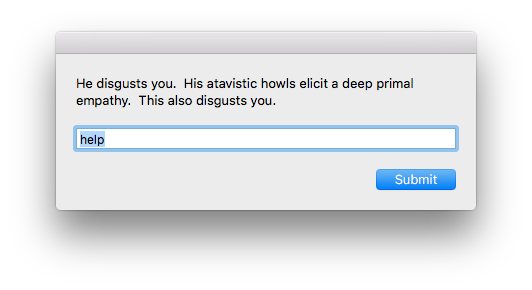 He disgusts you.  His atavistic howls elicit a deep primal
empathy.  This also disgusts you.
help
Submit